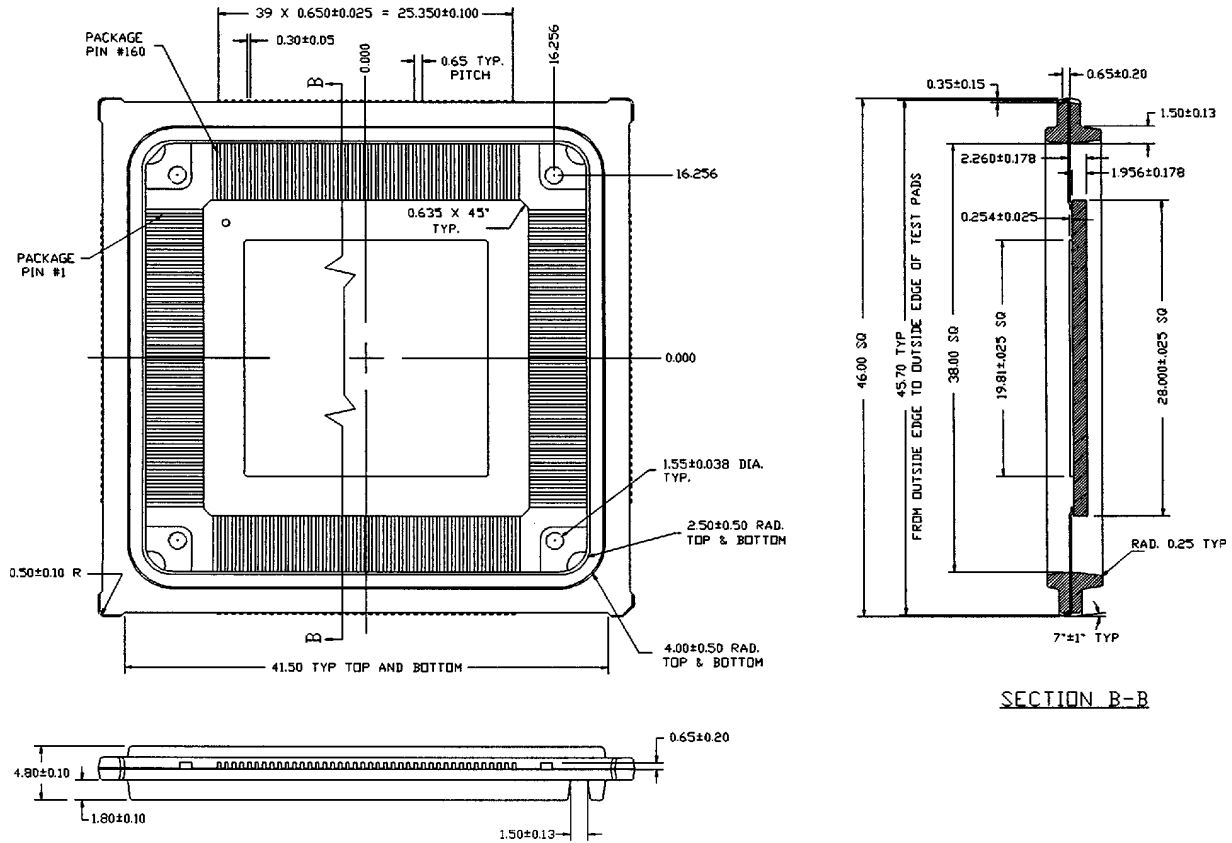 39 X 0.650±0.025 = 25.350±0.100
PACKAGE
PIN #160
0.30±0.05
B
0.000
0.65 TYP.
PITCH
16.256
16.256
0.635 X 45°
TYP.
PACKAGE
PIN #1
0.000
1.55±0.038 DIA.
TYP.
2.50±0.50 RAD.
TOP & BOTTOM
0.50±0.10 R
B
4.00±0.50 RAD.
TOP & BOTTOM
41.50 TYP TOP AND BOTTOM
0.65±0.20
0.35±0.15
1.50±0.13
2.260±0.178
1.956±0.178
0.254±0.025
46.00 SQ
45.70 TYP
FROM OUTSIDE EDGE TO OUTSIDE EDGE OF TEST PADS
38.00 SQ
19.81±.025 SQ
28.000±.025 SQ
RAD. 0.25 TYP
7°±1° TYP
SECTION B-B
0.65±0.20
4.80±0.10
1.80±0.10
1.50±0.13